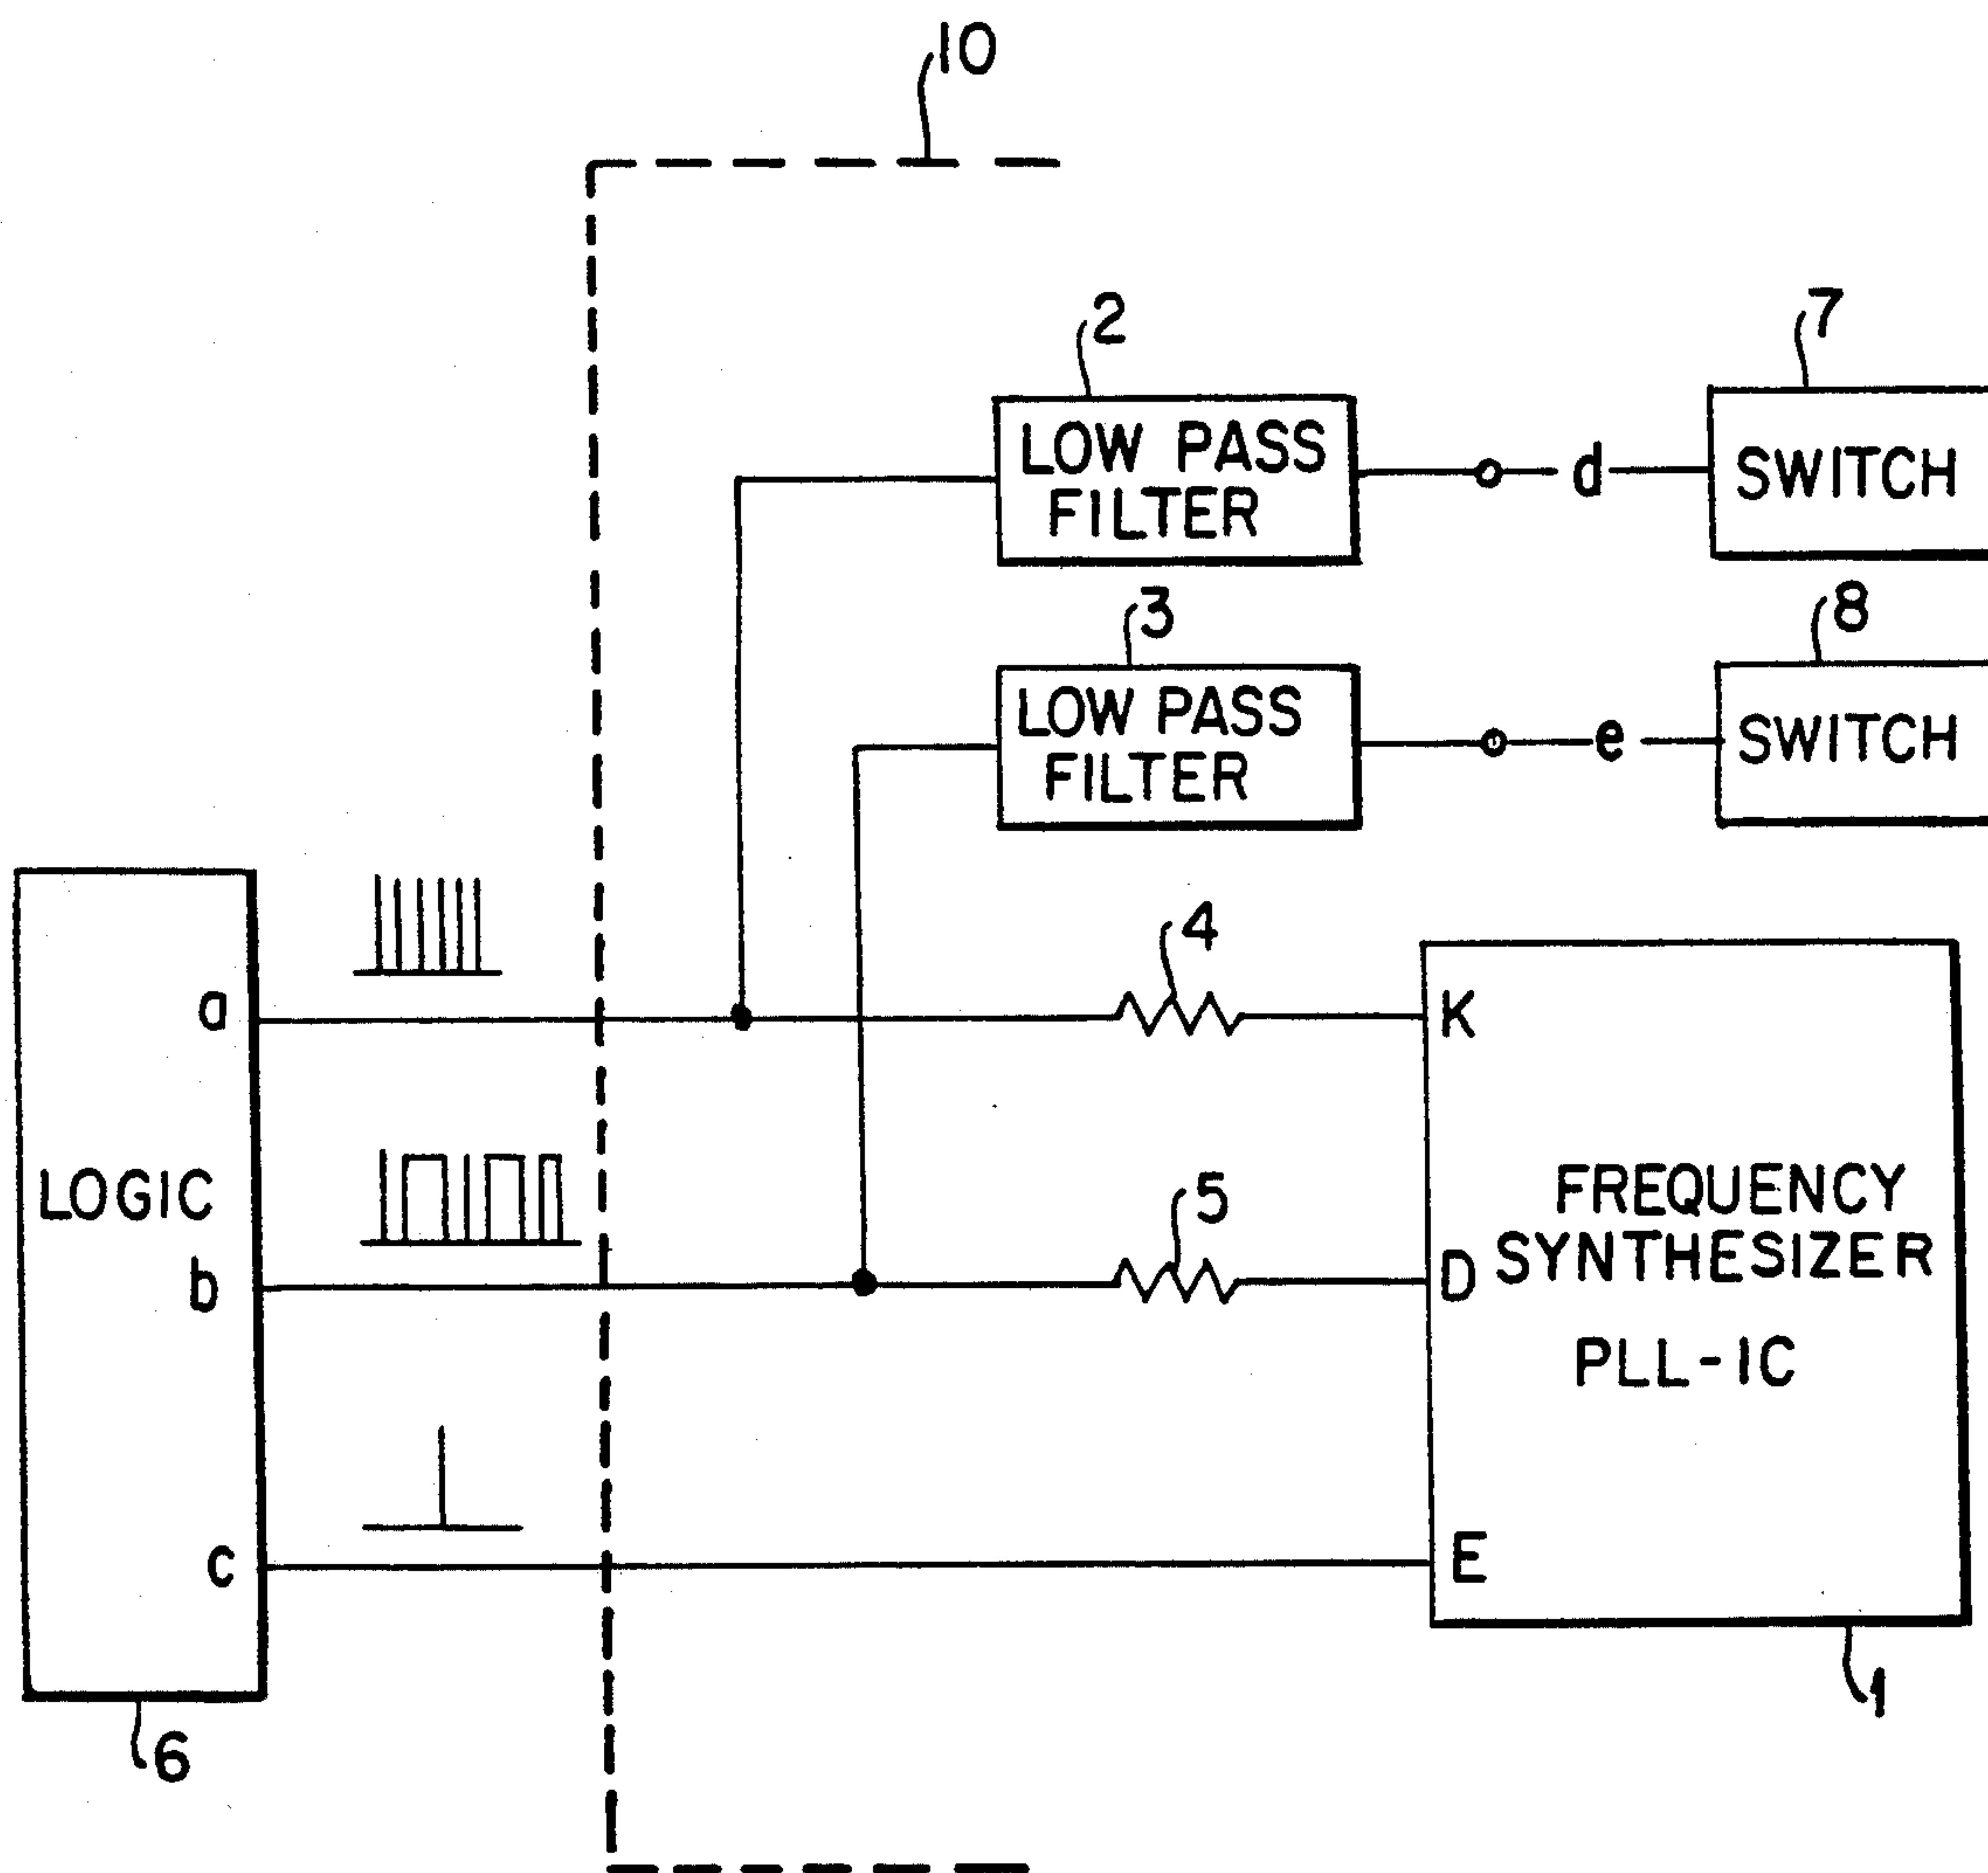 10
2
7
LOW PASS
FILTER
d
SWITCH
3
8
LOW PASS
FILTER
e
SWITCH
4
a
K
LOGIC
5
FREQUENCY
SYNTHESIZER
b
D
PLL-IC
c
E
1
6